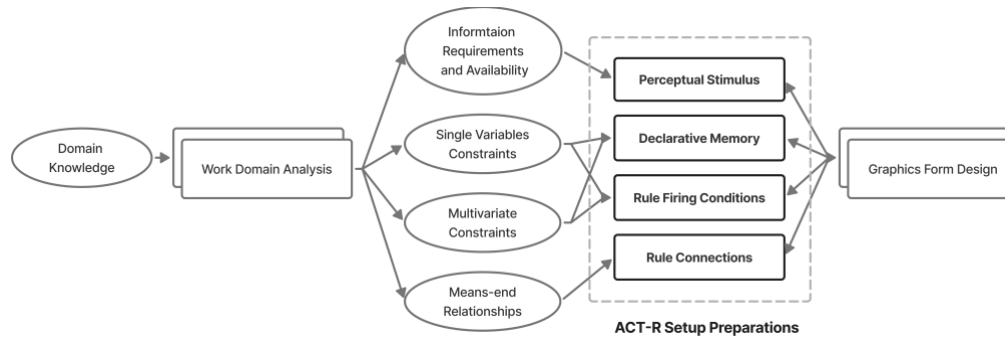 Domain
Knowledge
Work Domain Analysis
Informtaion
Requirements
and Availability
Single Variables
Constraints
Multivariate
Constraints
Means-end
Relationships
Perceptual Stimulus
Declarative Memory
Rule Firing Conditions
Rule Connections
ACT-R Setup Preparations
Graphics Form Design